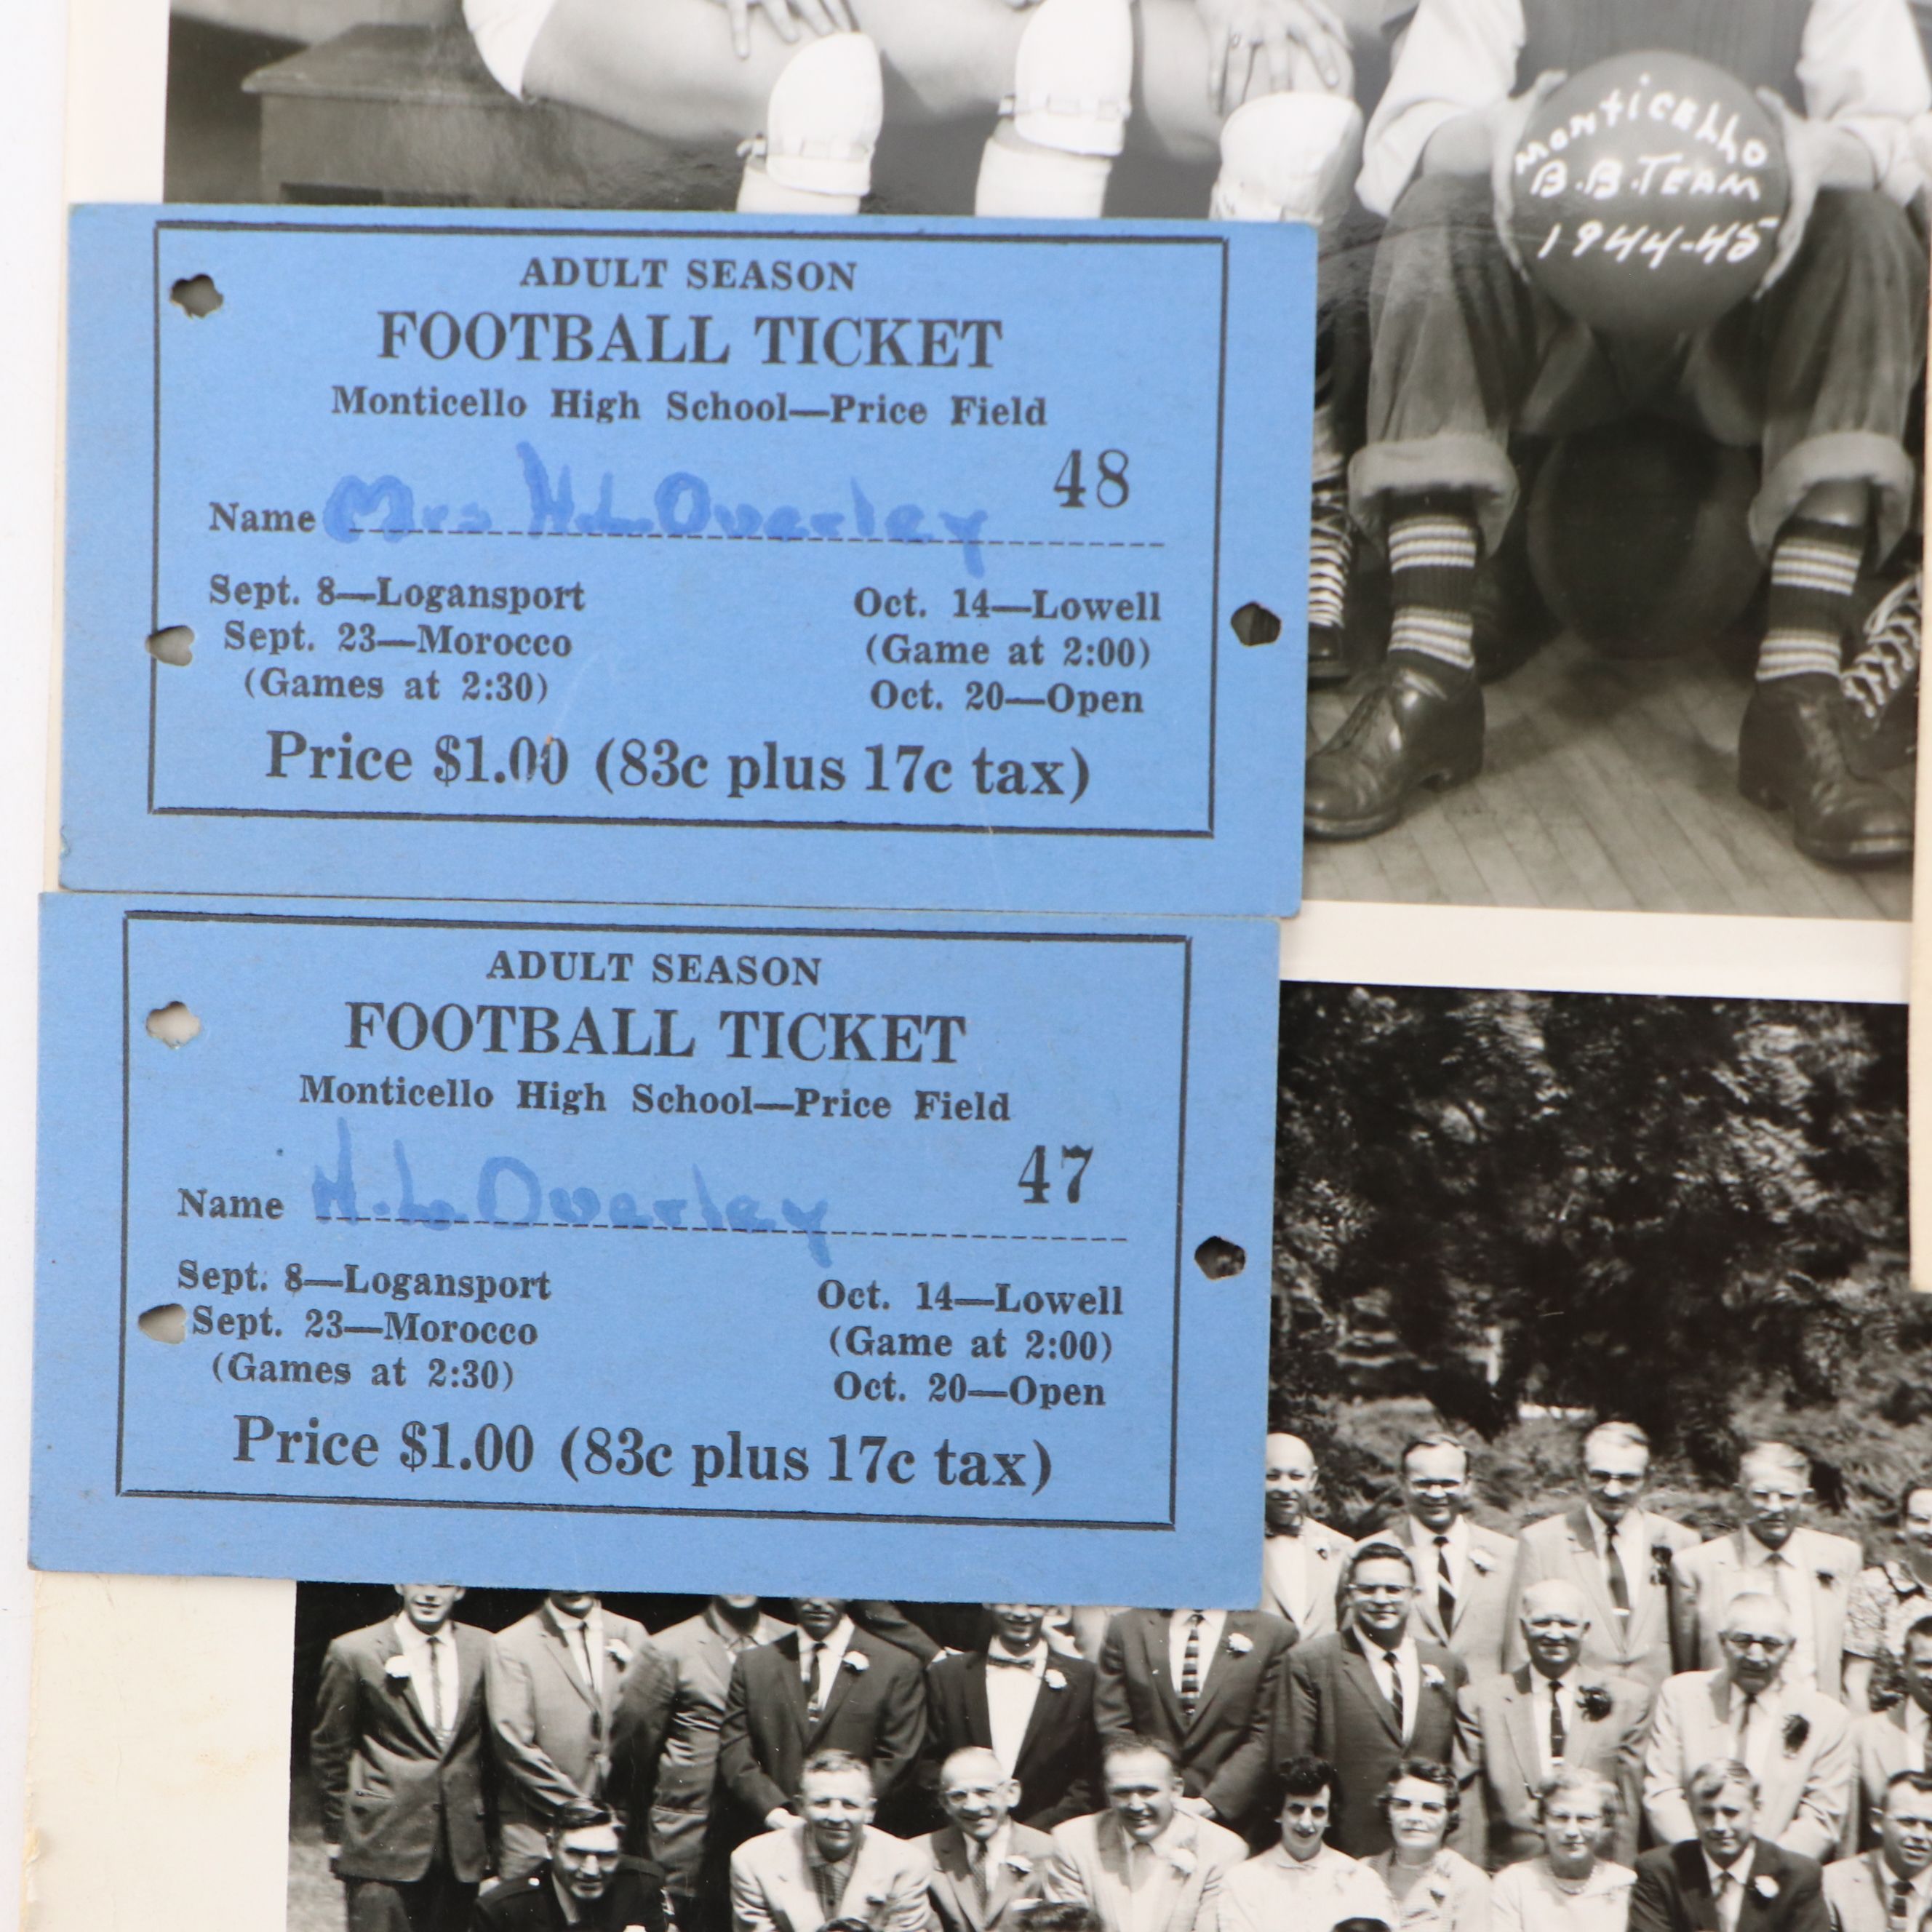 Monticello
B.B. TEAM
1944-45
ADULT SEASON
FOOTBALL TICKET
Monticello High School—Price Field
48
Name Mrs H.L. Overley
Sept. 8—Logansport
Sept. 23—Morocco
(Games at 2:30)
Oct. 14—Lowell
(Game at 2:00)
Oct. 20—Open
Price $1.00 (83c plus 17c tax)
ADULT SEASON
FOOTBALL TICKET
Monticello High School—Price Field
47
Name H.L. Overley
Sept. 8—Logansport
Sept. 23—Morocco
(Games at 2:30)
Oct. 14—Lowell
(Game at 2:00)
Oct. 20—Open
Price $1.00 (83c plus 17c tax)